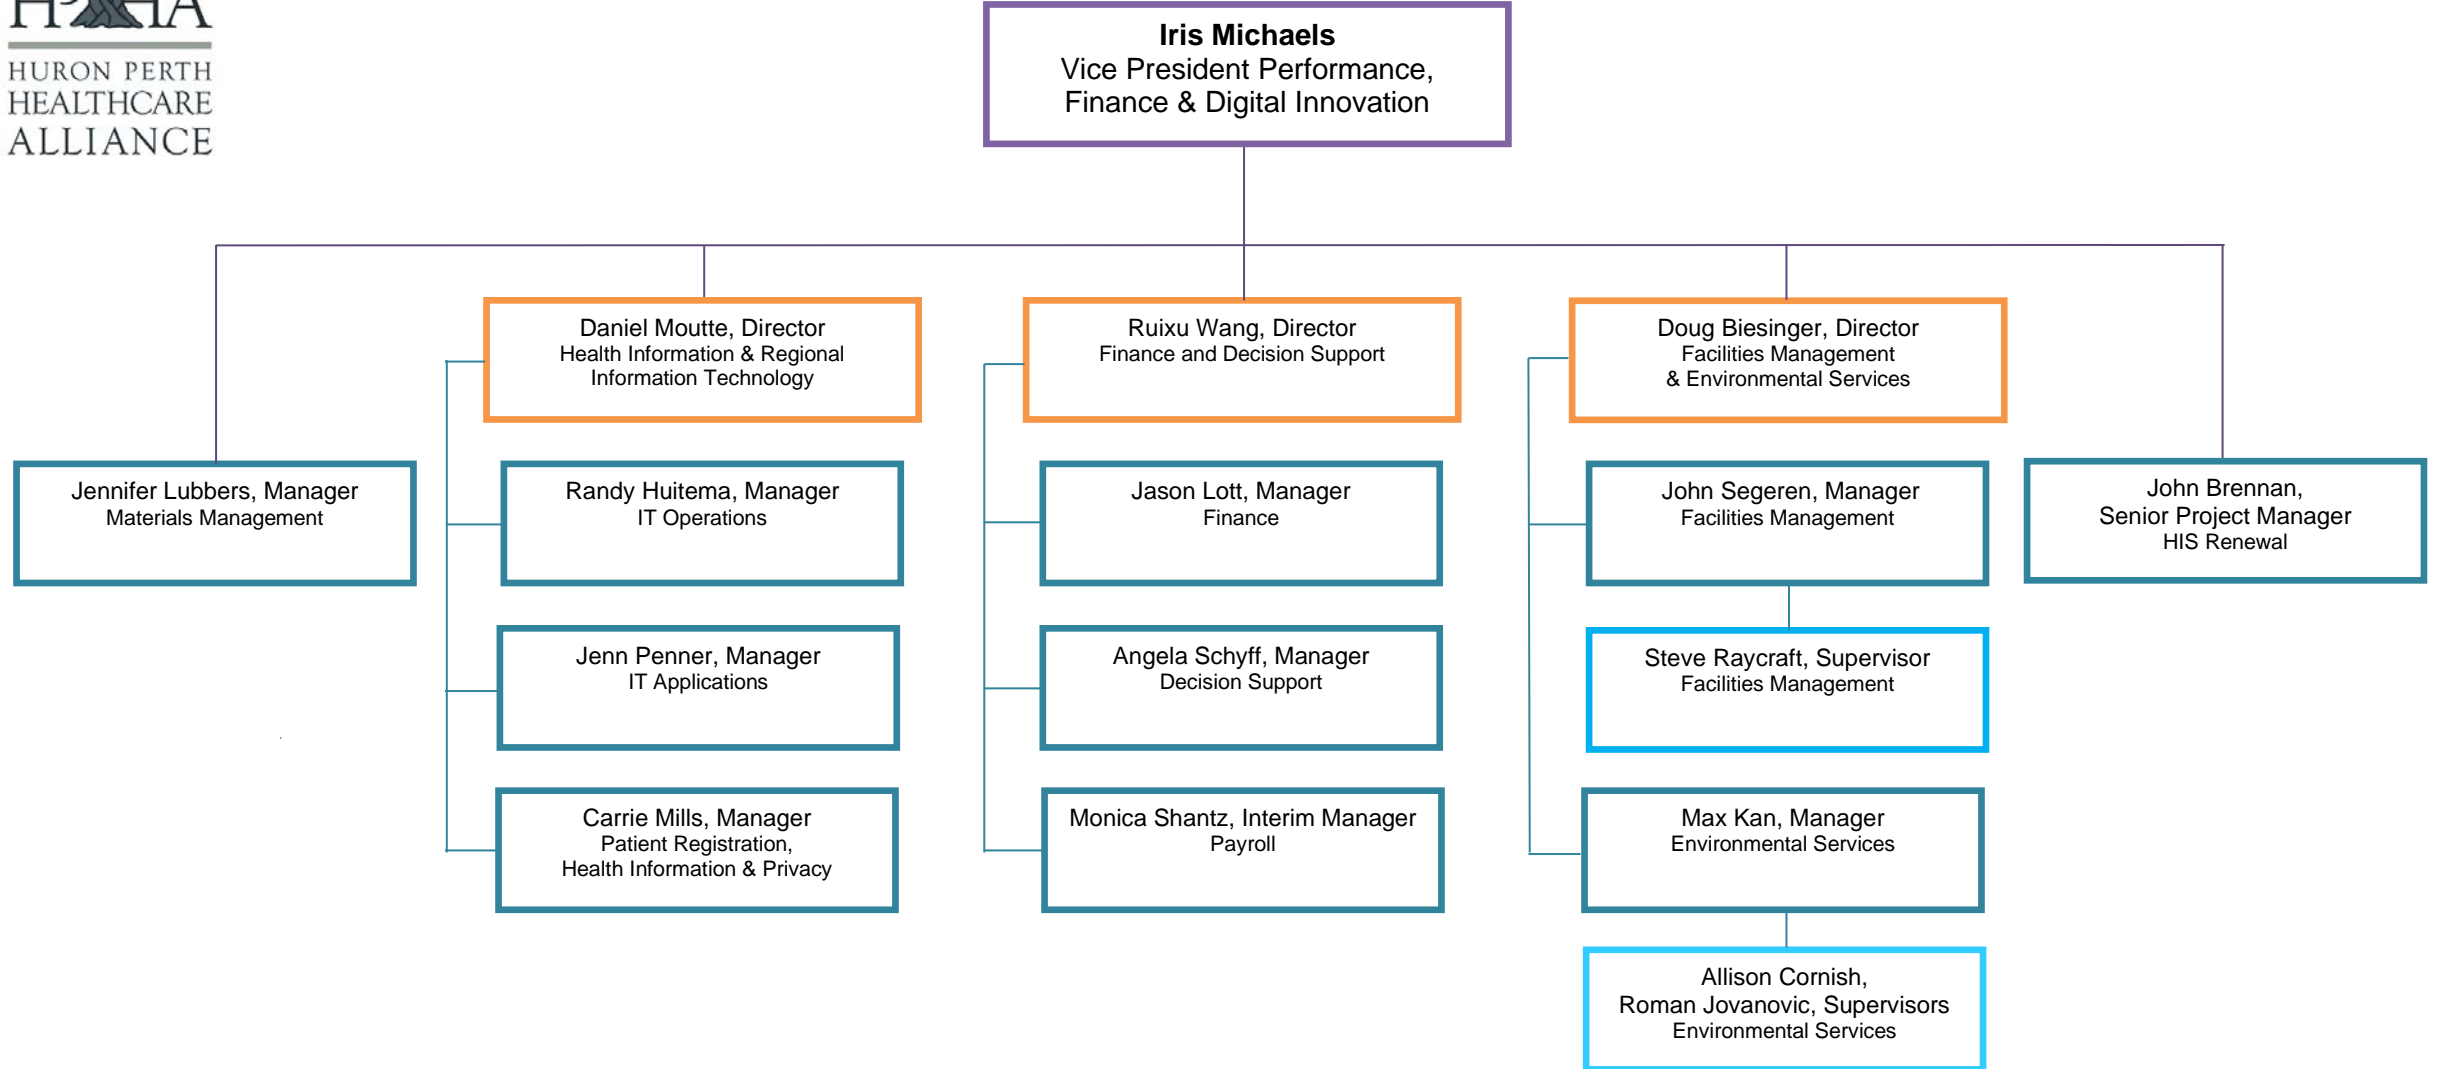 HURON PERTH
HEALTHCARE
ALLIANCE
Iris Michaels
Vice President Performance,
Finance & Digital Innovation
Daniel Moutte, Director
Health Information & Regional
Information Technology
Ruixu Wang, Director
Finance and Decision Support
Doug Biesinger, Director
Facilities Management
& Environmental Services
Jennifer Lubbers, Manager
Materials Management
Randy Huitema, Manager
IT Operations
Jason Lott, Manager
Finance
John Segeren, Manager
Facilities Management
John Brennan,
Senior Project Manager
HIS Renewal
Jenn Penner, Manager
IT Applications
Angela Schyff, Manager
Decision Support
Steve Raycraft, Supervisor
Facilities Management
Carrie Mills, Manager
Patient Registration,
Health Information & Privacy
Monica Shantz, Interim Manager
Payroll
Max Kan, Manager
Environmental Services
Allison Cornish,
Roman Jovanovic, Supervisors
Environmental Services